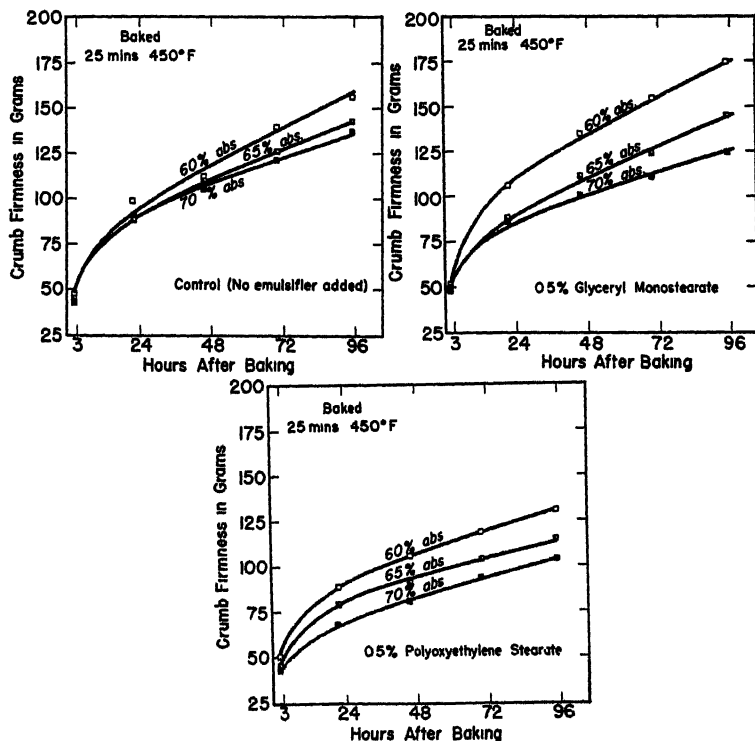 200
175
150
125
100
75
50
25
Crumb Firmness in Grams
Baked
25 mins 450°F
60% abs
65% abs.
70% abs
Control (No emulsifier added)
3 24 48 72 96
Hours After Baking
200
175
150
125
100
75
50
25
Crumb Firmness in Grams
Baked
25 mins 450°F
60% abs.
65% abs
70% abs.
05% Glyceryl Monostearate
3 24 48 72 96
Hours After Baking
200
175
150
125
100
75
50
25
Crumb Firmness in Grams
Baked
25 mins 450°F
60% abs
65% abs
70% abs
05% Polyoxyethylene Stearate
3 24 48 72 96
Hours After Baking